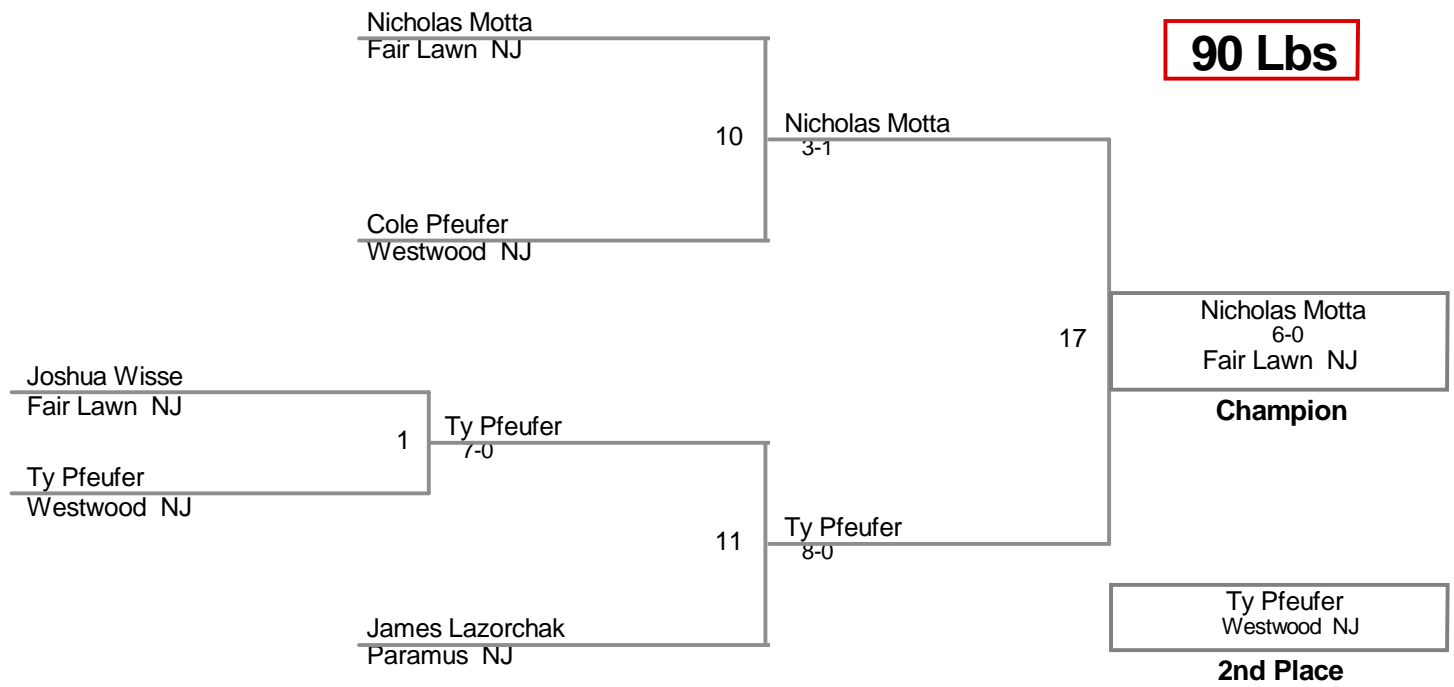 Nicholas Motta
Fair Lawn NJ
90 Lbs
10
Nicholas Motta
3-1
Cole Pfeufer
Westwood NJ
17
Nicholas Motta
6-0
Fair Lawn NJ
Champion
Joshua Wisse
Fair Lawn NJ
1
Ty Pfeufer
7-0
Ty Pfeufer
Westwood NJ
11
Ty Pfeufer
8-0
James Lazorchak
Paramus NJ
Ty Pfeufer
Westwood NJ
2nd Place